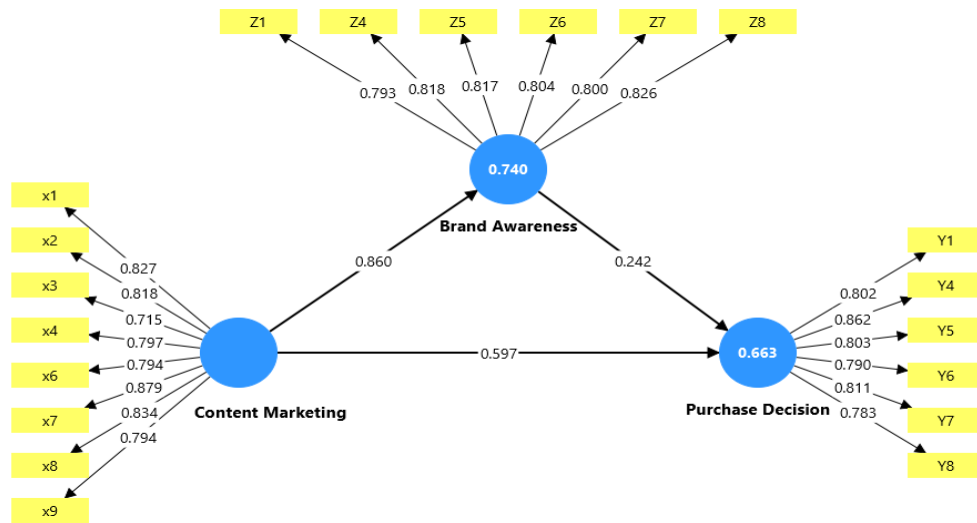 Z1 Z4 Z5 Z6 Z7 Z8
0.793 0.818 0.817 0.804 0.800 0.826
0.740
Brand Awareness
x1
x2
x3
x4
x6
x7
x8
x9
0.827
0.818
0.715
0.797
0.794
0.879
0.834
0.794
Content Marketing
0.860
0.242
0.597
0.663
Purchase Decision
0.802
0.862
0.803
0.790
0.811
0.783
Y1
Y4
Y5
Y6
Y7
Y8